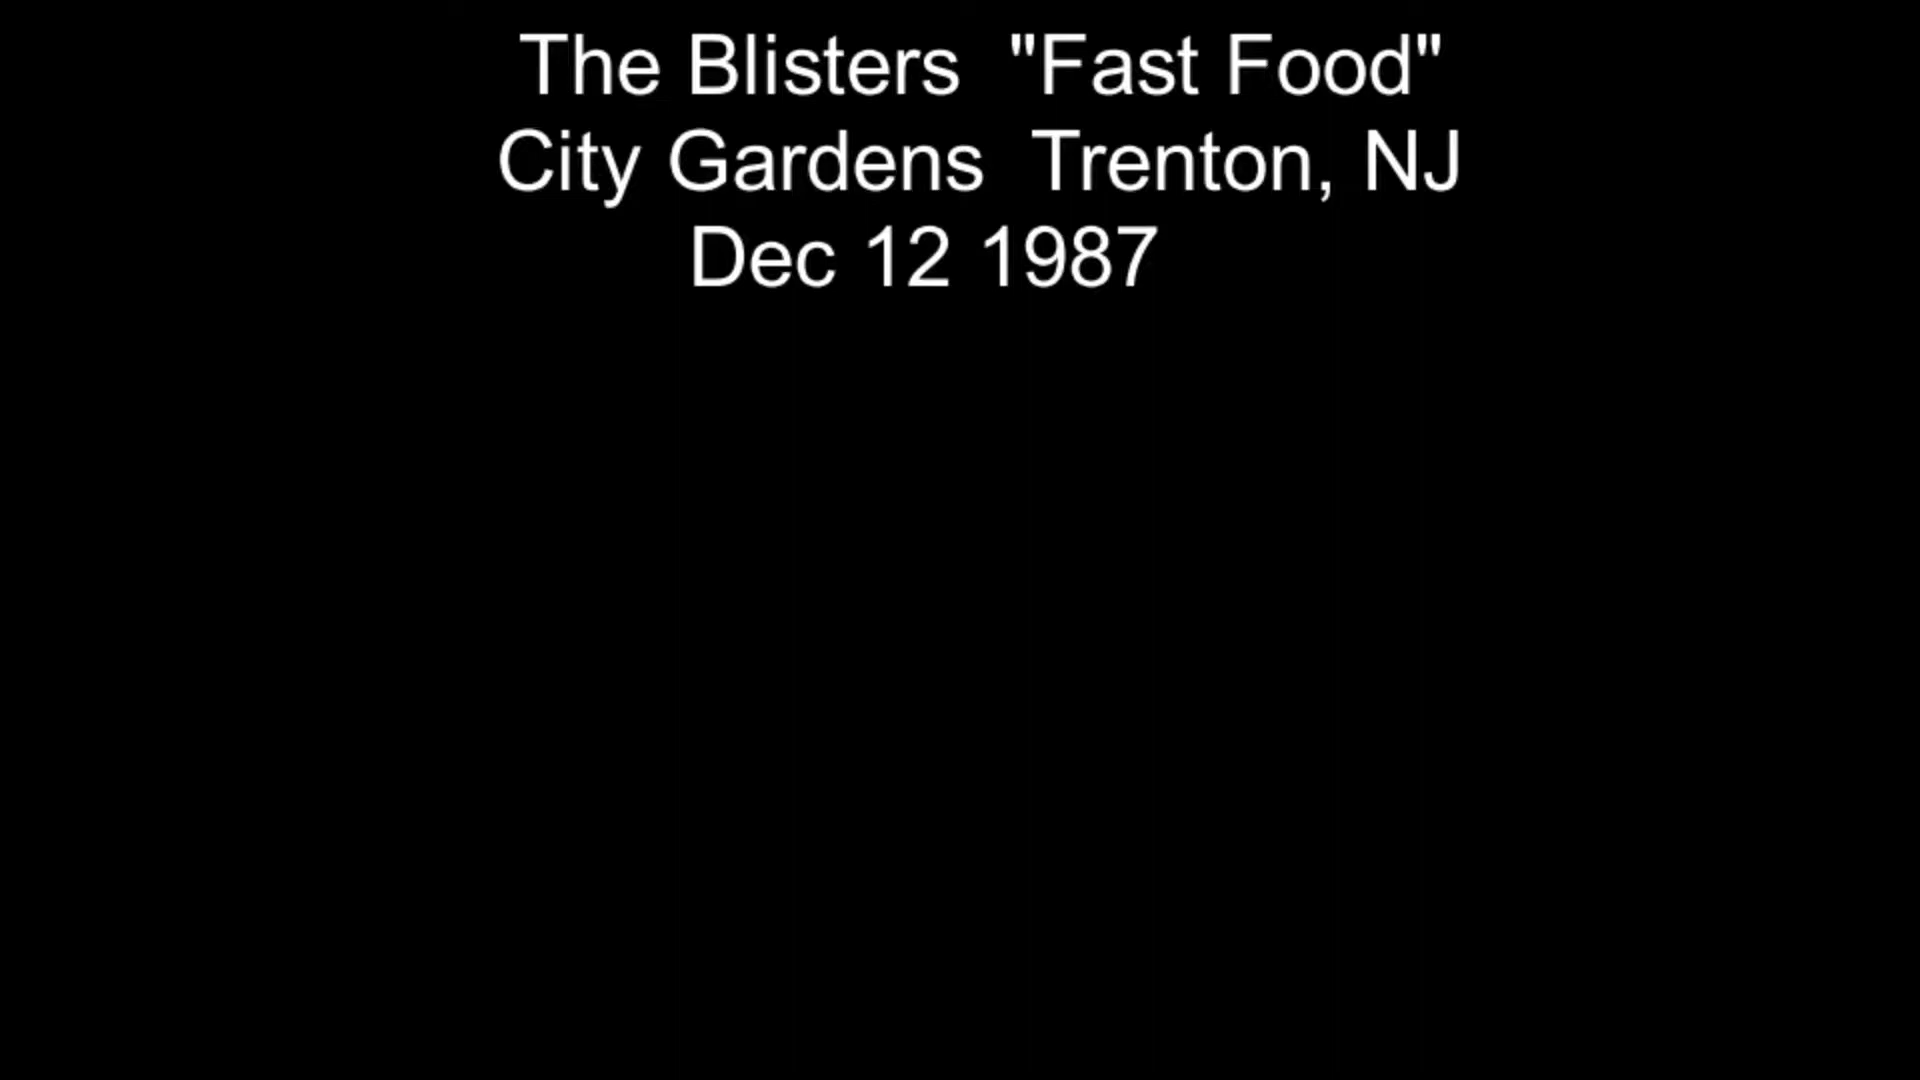 The Blisters  "Fast Food"
City Gardens  Trenton, NJ
Dec 12 1987